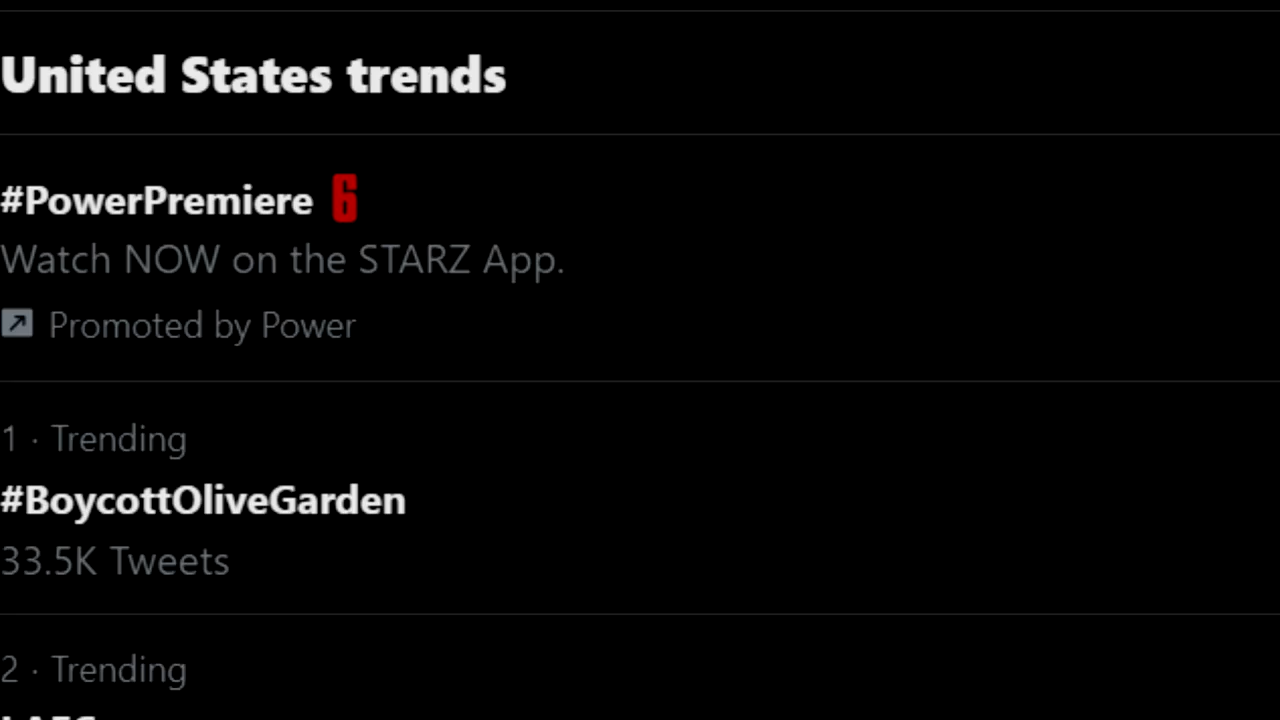 United States trends
#PowerPremiere 6
Watch NOW on the STARZ App.
Promoted by Power
1 · Trending
#BoycottOliveGarden
33.5K Tweets
2 · Trending